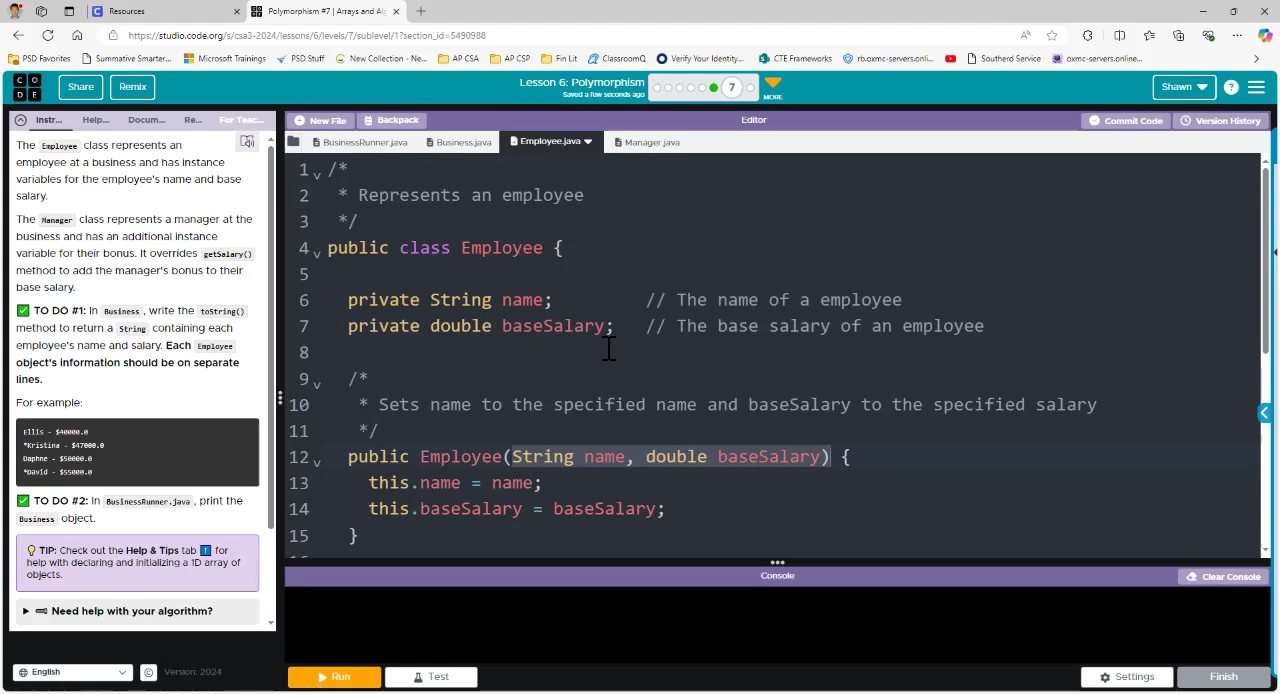 Resources
Polymorphism #7 | Arrays and Alg
https://studio.code.org/s/csa3-2024/lessons/6/levels/7/sublevel/1?section_id=5490988
PSD Favorites
Summative Smarter...
Microsoft Trainings
PSD Stuff
New Collection - Ne...
AP CSA
AP CSP
Fin Lit
ClassroomQ
Verify Your Identity,...
CTE Frameworks
rb.oxmc-servers.onli...
Southerd Service
oxmc-servers.online...
CO
DE
Share
Remix
Lesson 6: Polymorphism
Saved a few seconds ago
7
MORE
Shawn
?
Instr...
Help...
Docum...
Re...
For Teac...
New File
Backpack
Editor
Commit Code
Version History
BusinessRunner.java
Business.java
Employee.java
Manager.java
The Employee class represents an
employee at a business and has instance
variables for the employee's name and base
salary.
The Manager class represents a manager at the
business and has an additional instance
variable for their bonus. It overrides getSalary()
method to add the manager's bonus to their
base salary.
✅ TO DO #1: In Business, write the toString()
method to return a String containing each
employee's name and salary. Each Employee
object's information should be on separate
lines.
For example:
Ellis - $40000.0
*Kristina - $47000.0
Daphne - $50000.0
*David - $55000.0
✅ TO DO #2: In BusinessRunner.java, print the
Business object.
💡 TIP: Check out the Help & Tips tab ⬆️ for
help with declaring and initializing a 1D array of
objects.
Need help with your algorithm?
1 /*
2  * Represents an employee
3  */
4 public class Employee {
5
6   private String name;         // The name of a employee
7   private double baseSalary;   // The base salary of an employee
8
9   /*
10    * Sets name to the specified name and baseSalary to the specified salary
11    */
12   public Employee(String name, double baseSalary) {
13     this.name = name;
14     this.baseSalary = baseSalary;
15   }
Console
Clear Console
English
©
Version: 2024
Run
Test
Settings
Finish